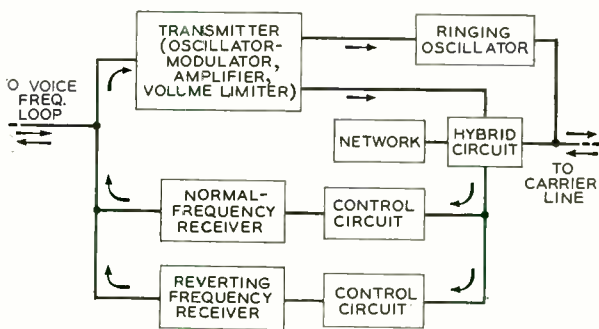 TRANSMITTER
(OSCILLATOR-
MODULATOR,
AMPLIFIER,
VOLUME LIMITER)
RINGING
OSCILLATOR
O VOICE
FREQ.
LOOP
NETWORK
HYBRID
CIRCUIT
TO
CARRIER
LINE
NORMAL-
FREQUENCY
RECEIVER
CONTROL
CIRCUIT
REVERTING
FREQUENCY
RECEIVER
CONTROL
CIRCUIT